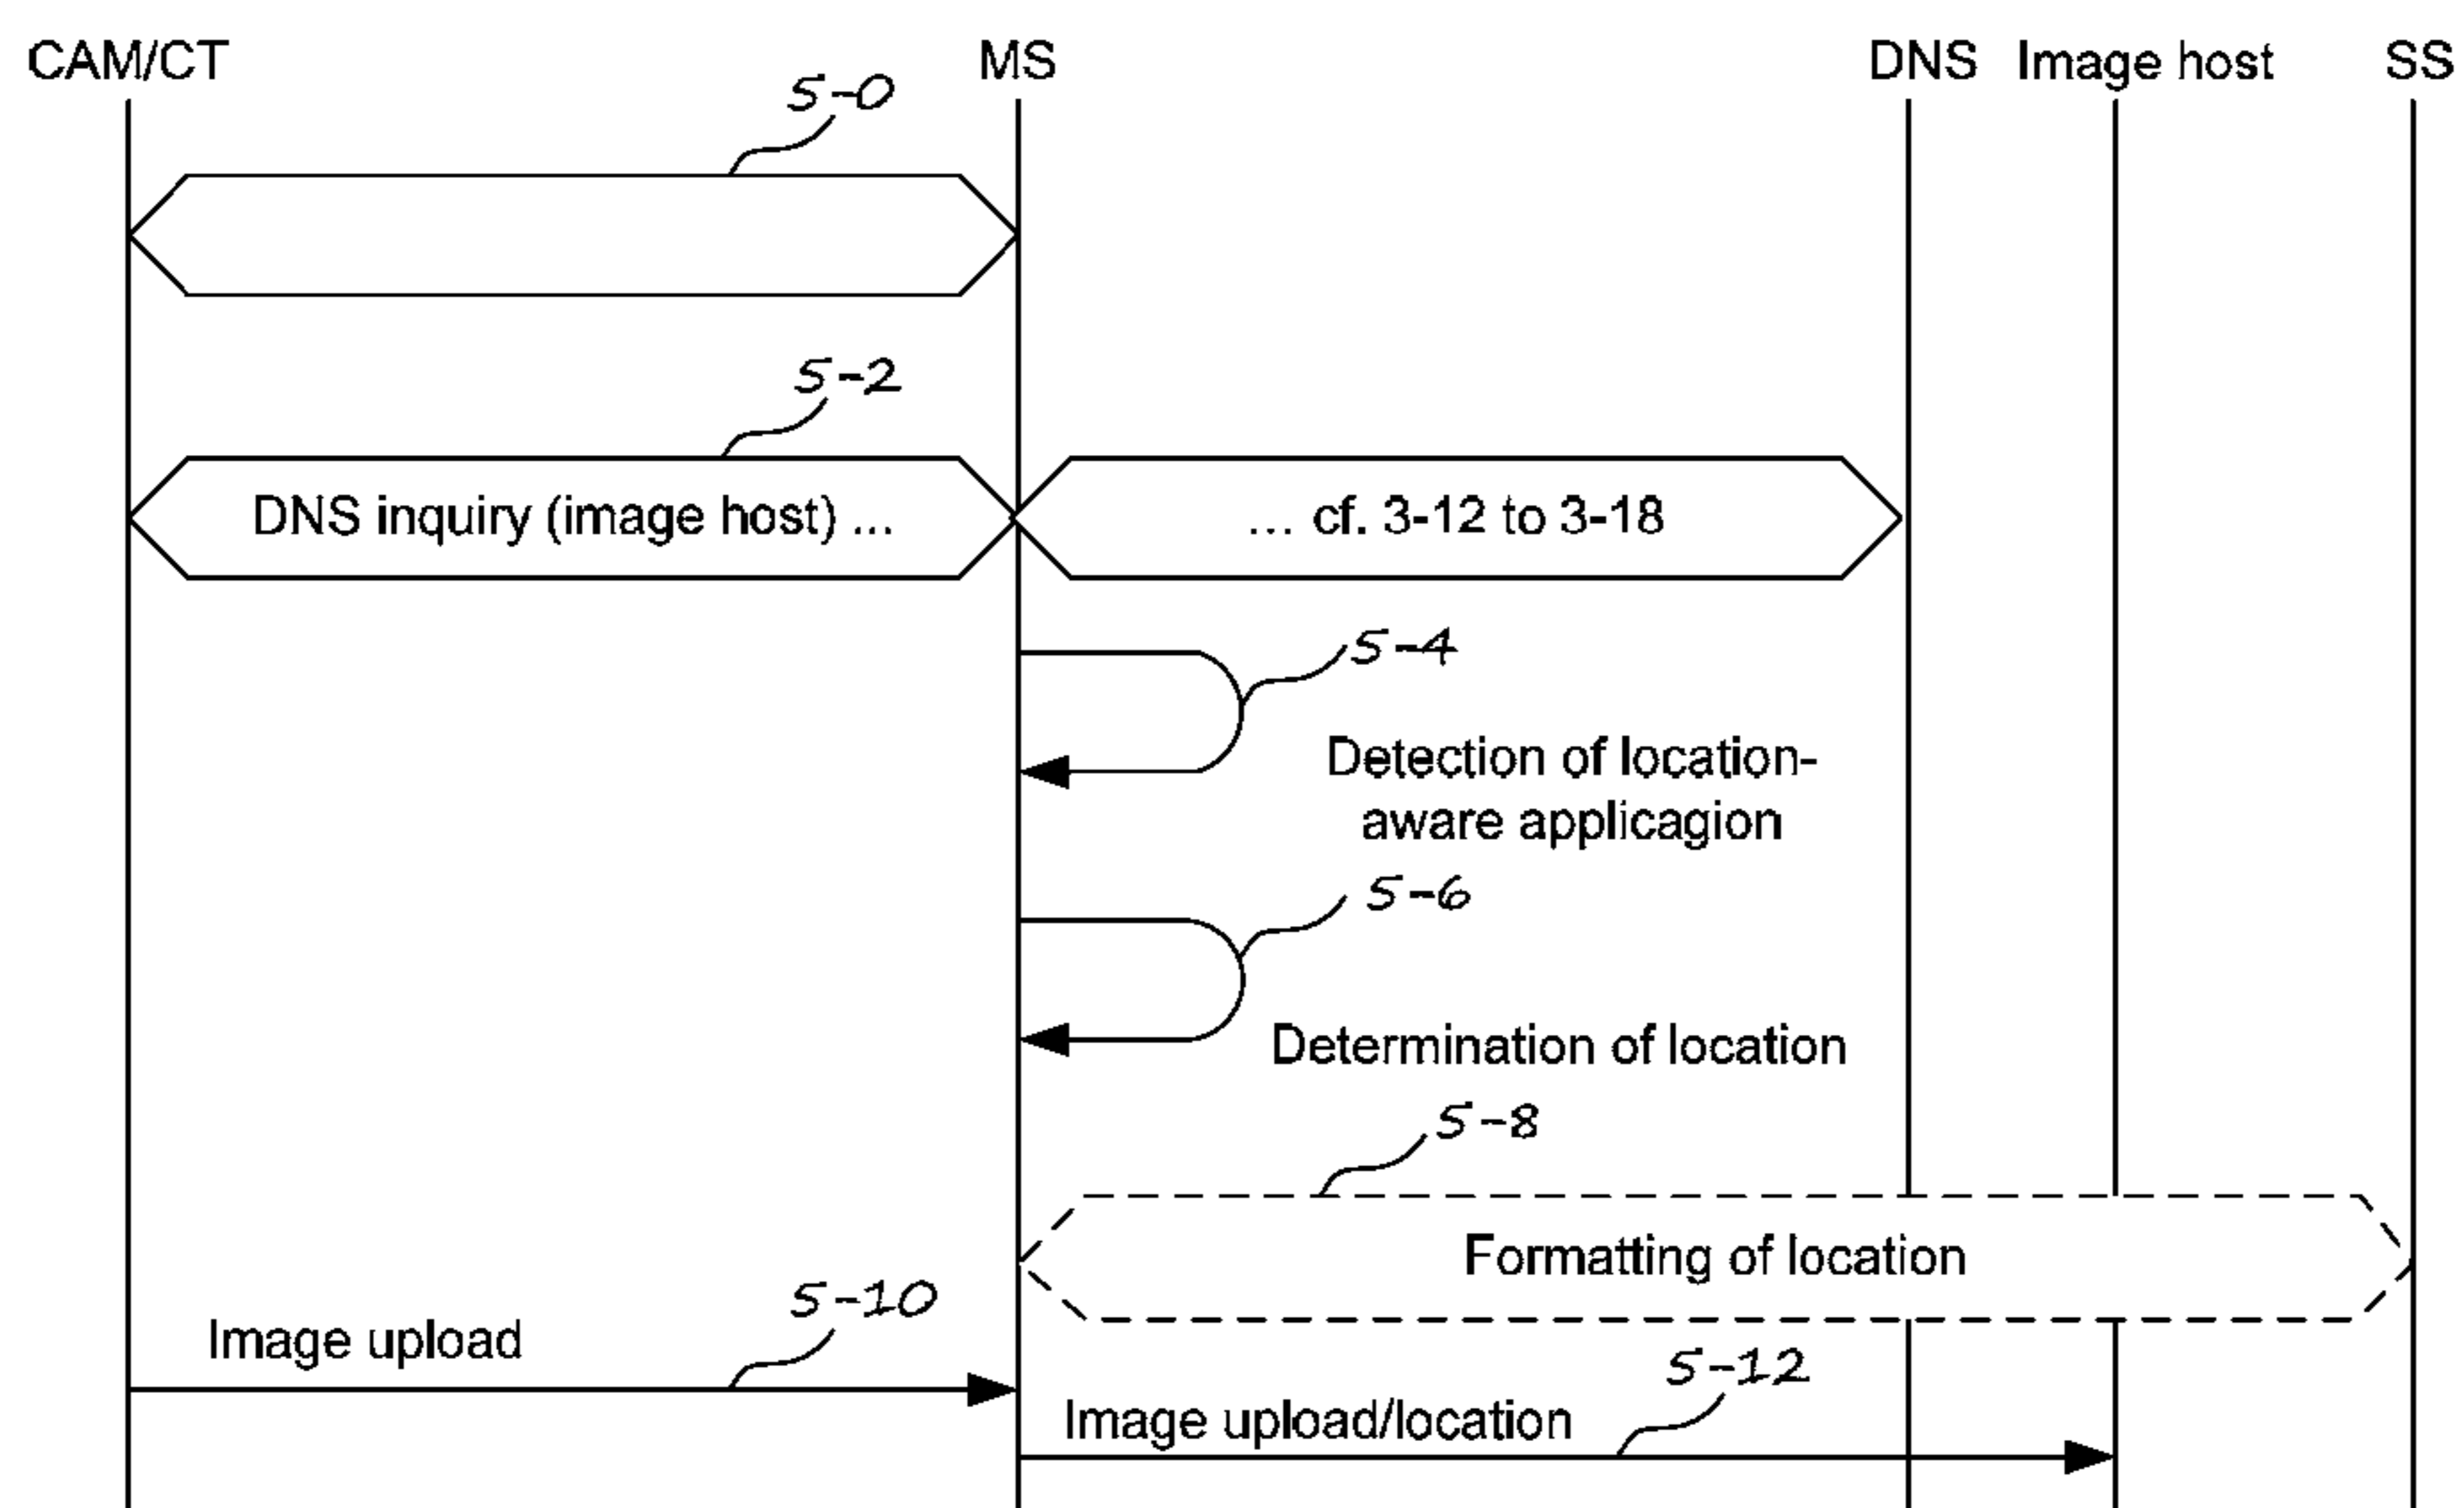 CAM/CT MS DNS Image host SS
5-0
5-2
DNS inquiry (image host) ... ... cf. 3-12 to 3-18
5-4
Detection of location-
aware applicagion
5-6
Determination of location
5-8
Formatting of location
5-10
Image upload
5-12
Image upload/location